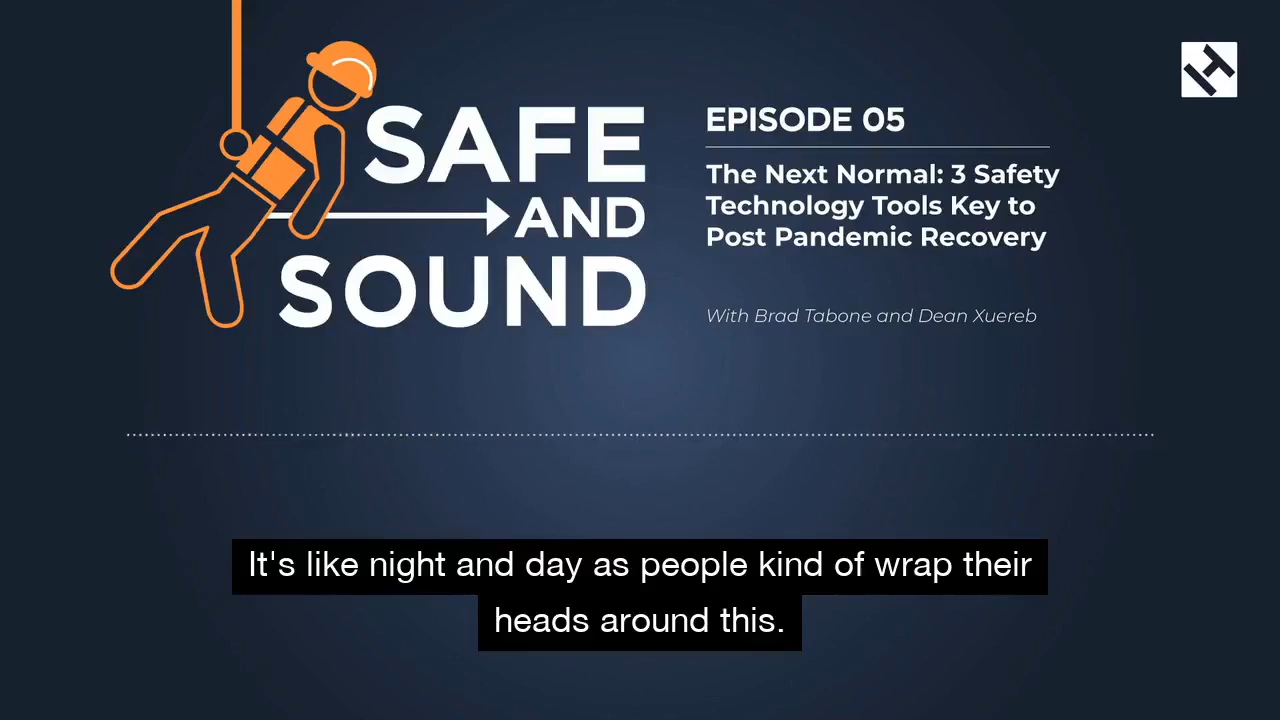 SAFE
AND
SOUND
EPISODE 05
The Next Normal: 3 Safety
Technology Tools Key to
Post Pandemic Recovery
With Brad Tabone and Dean Xuereb
It's like night and day as people kind of wrap their
heads around this.